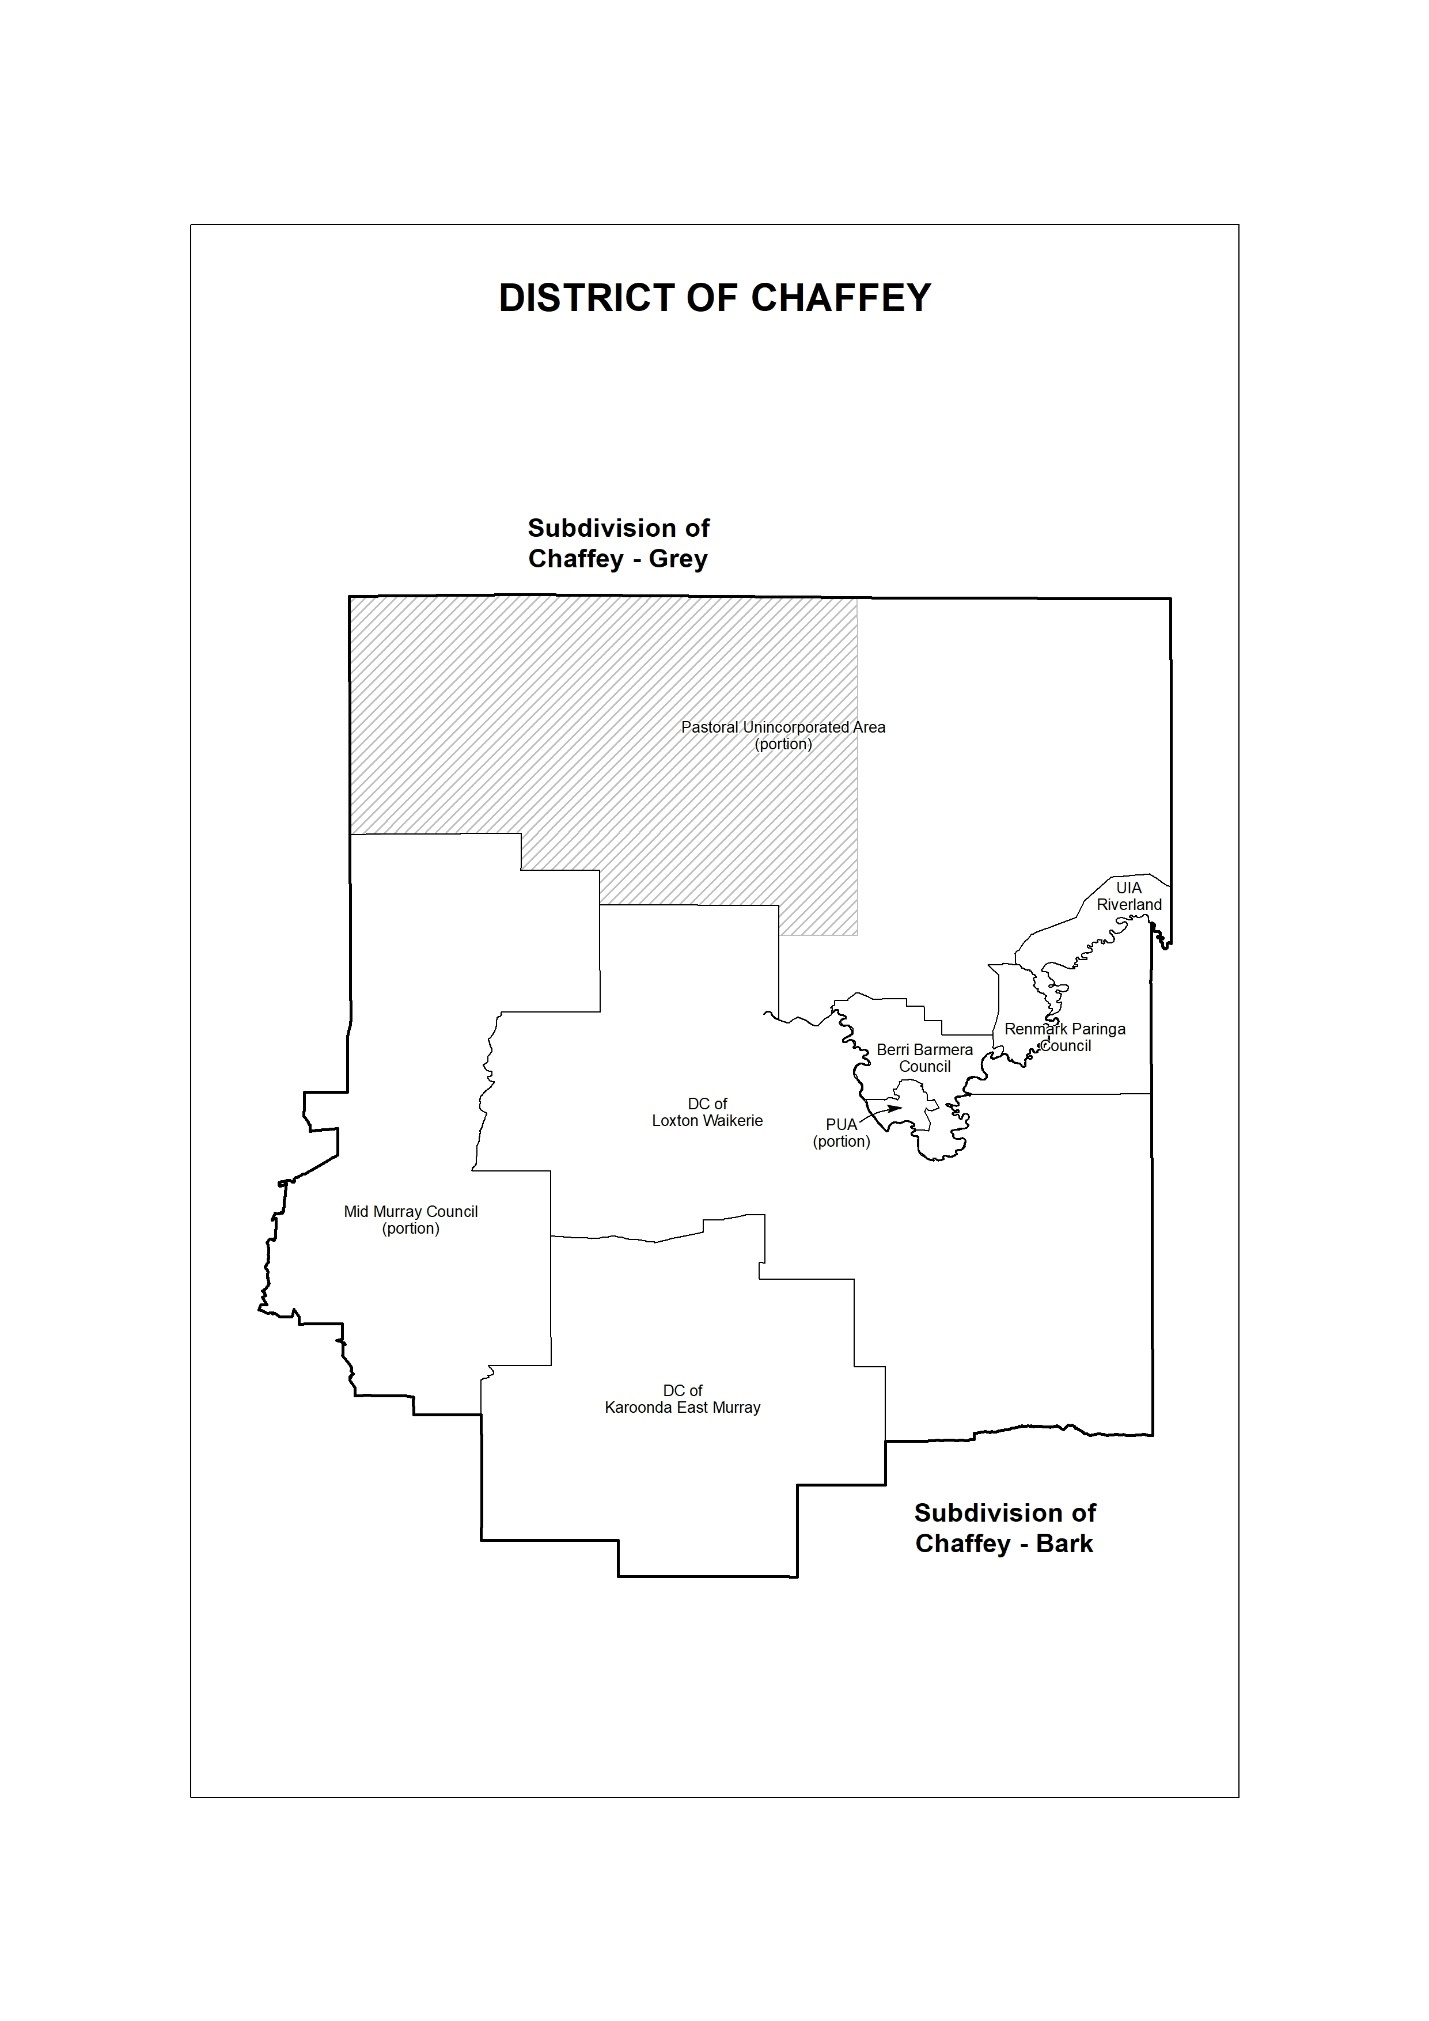 DISTRICT OF CHAFFEY
Subdivision of
Chaffey - Grey
Pastoral Unincorporated Area
(portion)
UIA
Riverland
Renmark Paringa
Council
Berri Barmera
Council
DC of
Loxton Waikerie
PUA
(portion)
Mid Murray Council
(portion)
DC of
Karoonda East Murray
Subdivision of
Chaffey - Bark